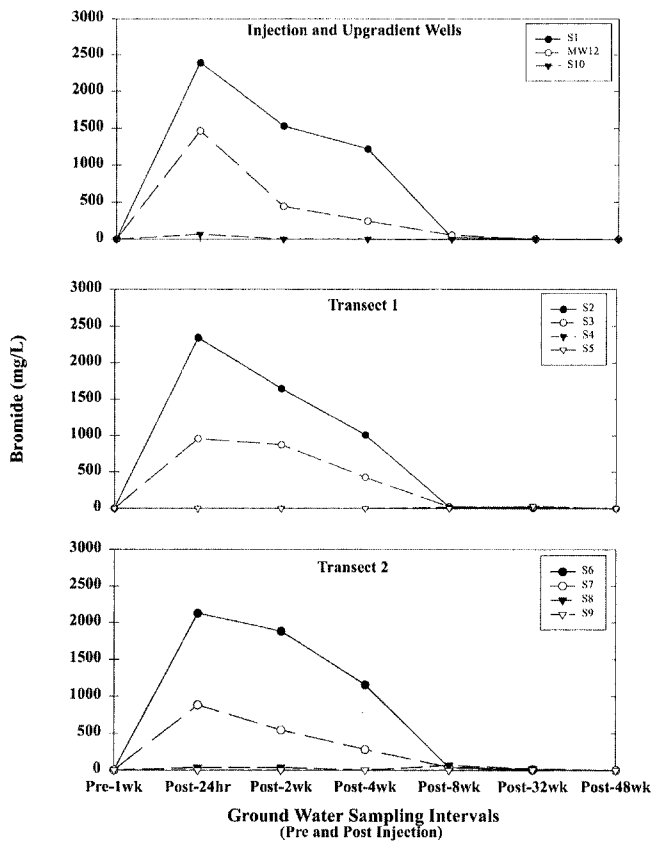 Injection and Upgradient Wells
S1
MW12
S10
3000
2500
2000
1500
1000
500
0
Transect 1
S2
S3
S4
S5
3000
2500
2000
1500
1000
500
0
Bromide (mg/L)
Transect 2
S6
S7
S8
S9
3000
2500
2000
1500
1000
500
0
Pre-1wk Post-24hr Post-2wk Post-4wk Post-8wk Post-32wk Post-48wk
Ground Water Sampling Intervals
(Pre and Post Injection)